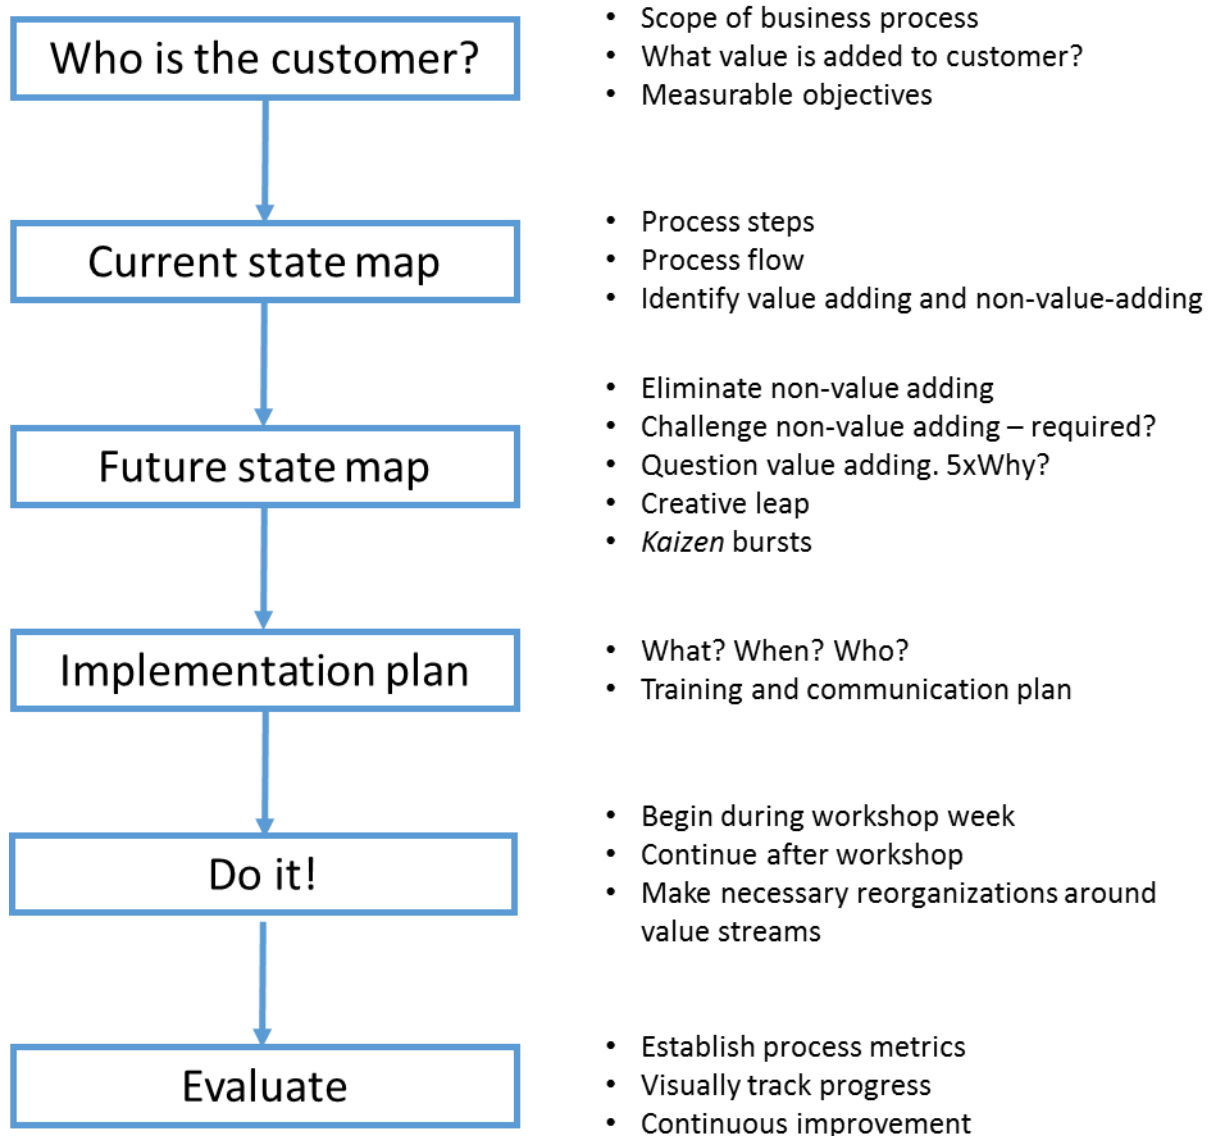 Who is the customer?
• Scope of business process
• What value is added to customer?
• Measurable objectives
Current state map
• Process steps
• Process flow
• Identify value adding and non-value-adding
Future state map
• Eliminate non-value adding
• Challenge non-value adding – required?
• Question value adding. 5xWhy?
• Creative leap
• Kaizen bursts
Implementation plan
• What? When? Who?
• Training and communication plan
Do it!
• Begin during workshop week
• Continue after workshop
• Make necessary reorganizations around
value streams
Evaluate
• Establish process metrics
• Visually track progress
• Continuous improvement